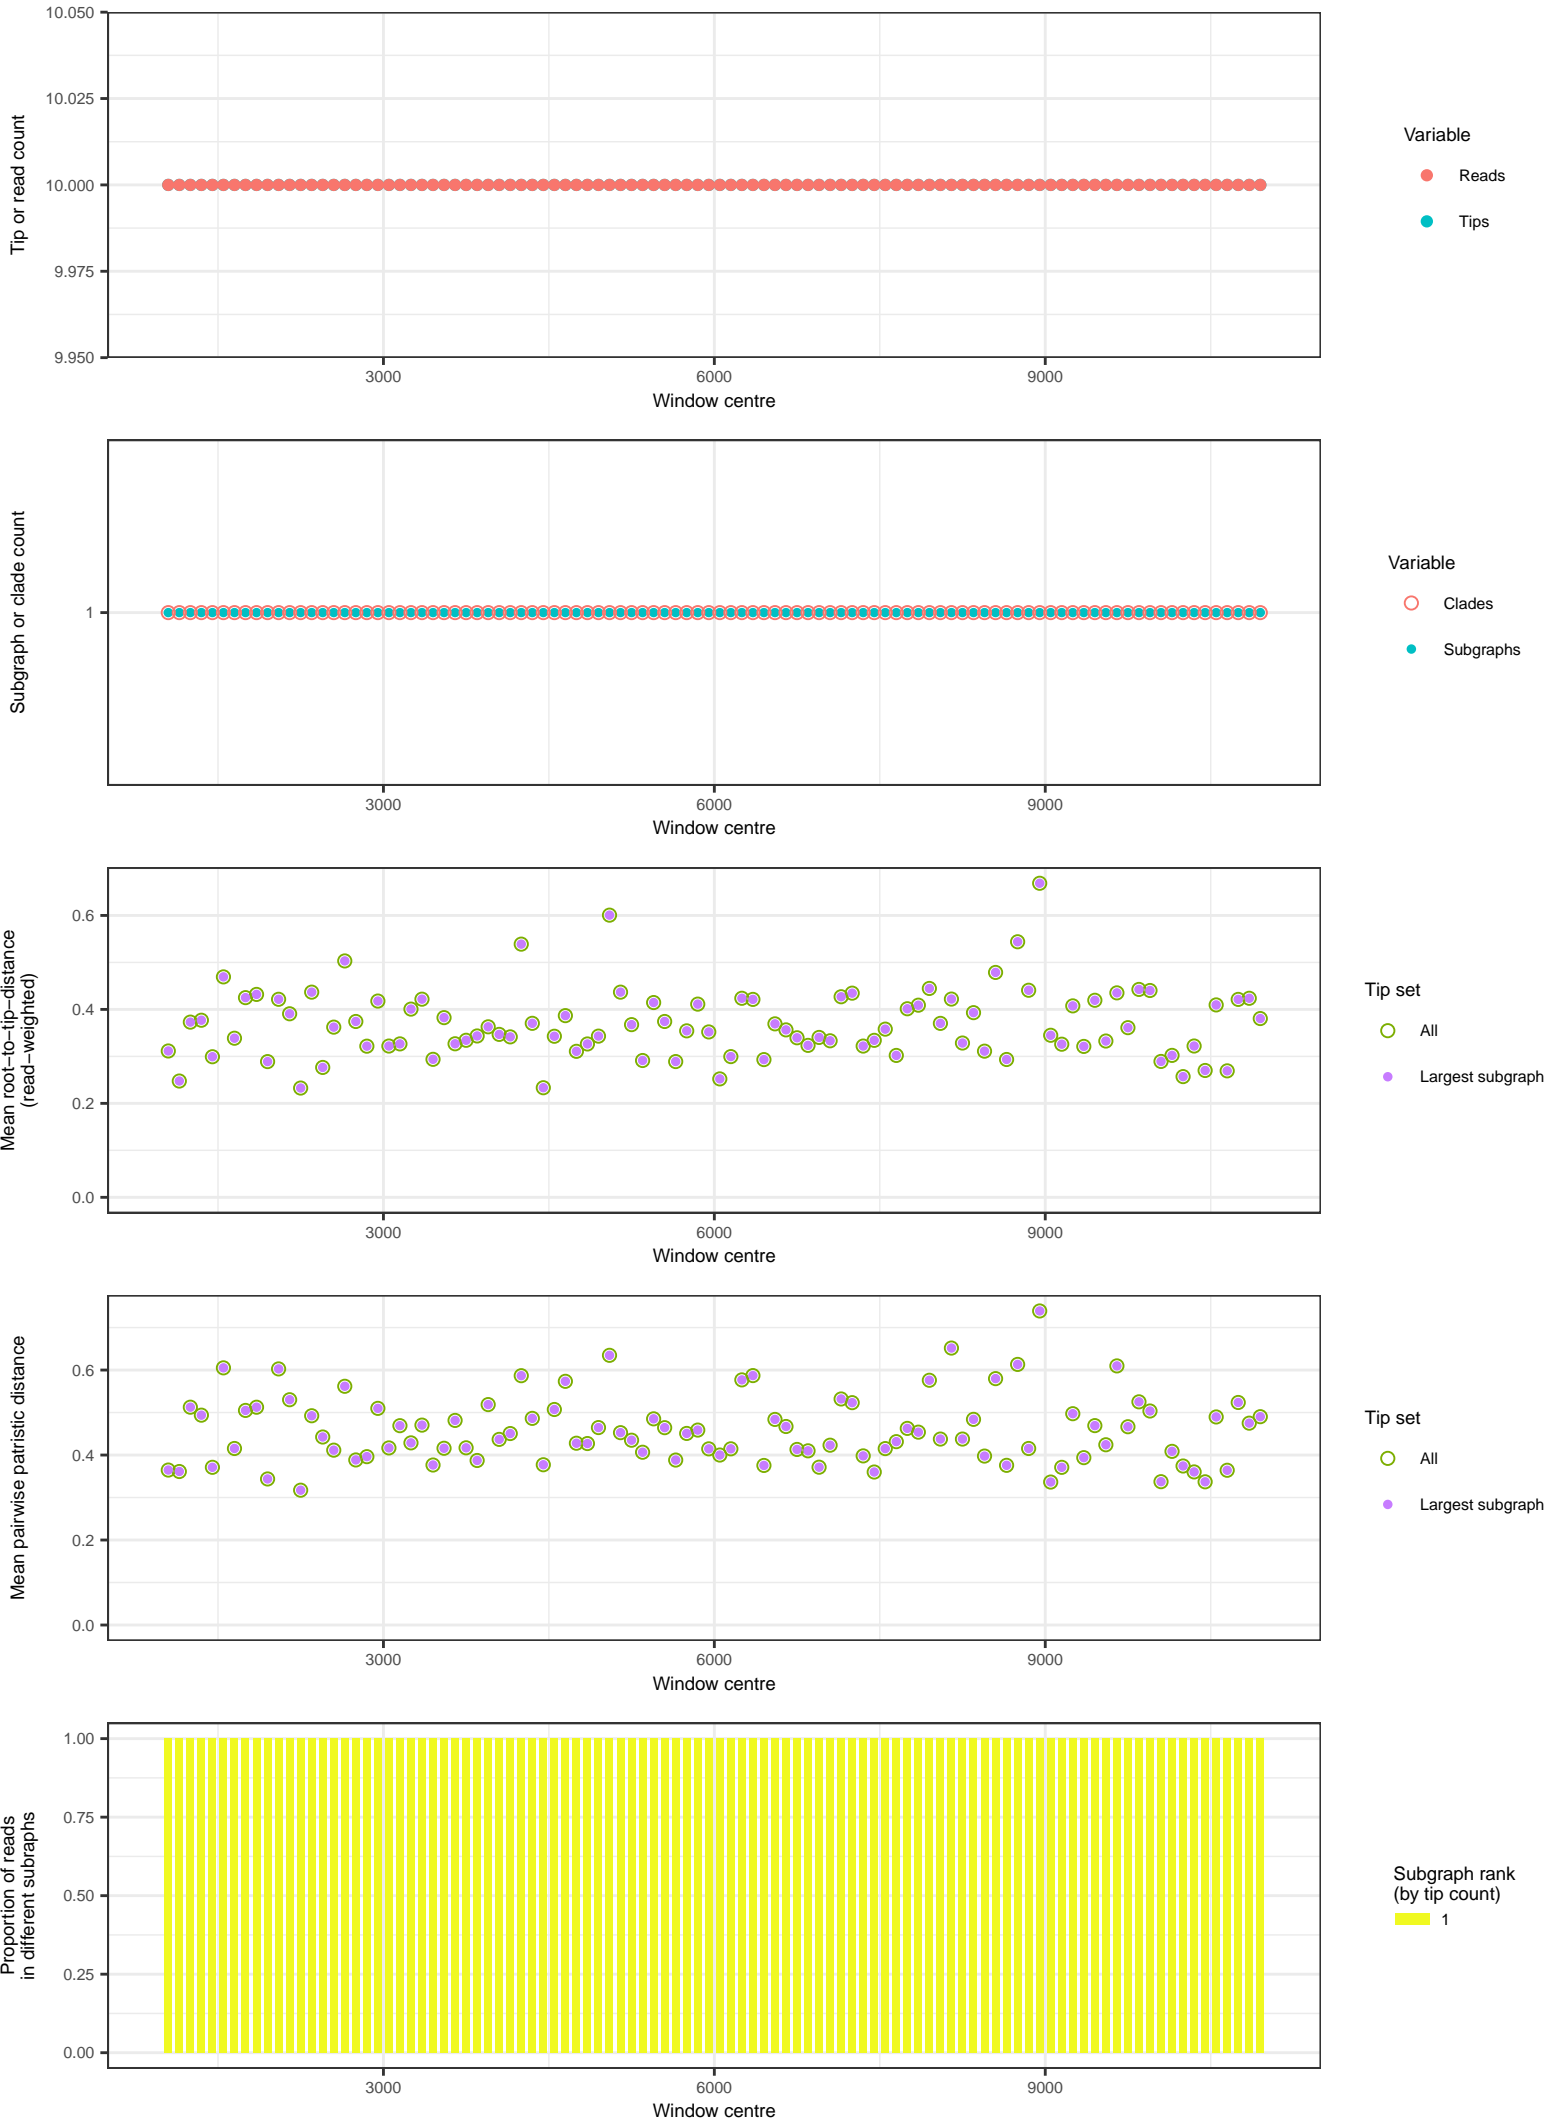 10.050
10.025
10.000
9.975
9.950
Tip or read count
3000
6000
9000
Window centre
Variable
Reads
Tips
1
Subgraph or clade count
3000
6000
9000
Window centre
Variable
Clades
Subgraphs
0.6
0.4
0.2
0.0
Mean root−to−tip−distance
(read−weighted)
3000
6000
9000
Window centre
Tip set
All
Largest subgraph
0.6
0.4
0.2
0.0
Mean pairwise patristic distance
3000
6000
9000
Window centre
Tip set
All
Largest subgraph
1.00
0.75
0.50
0.25
0.00
Proportion of reads
in different subraphs
3000
6000
9000
Window centre
Subgraph rank
(by tip count)
1